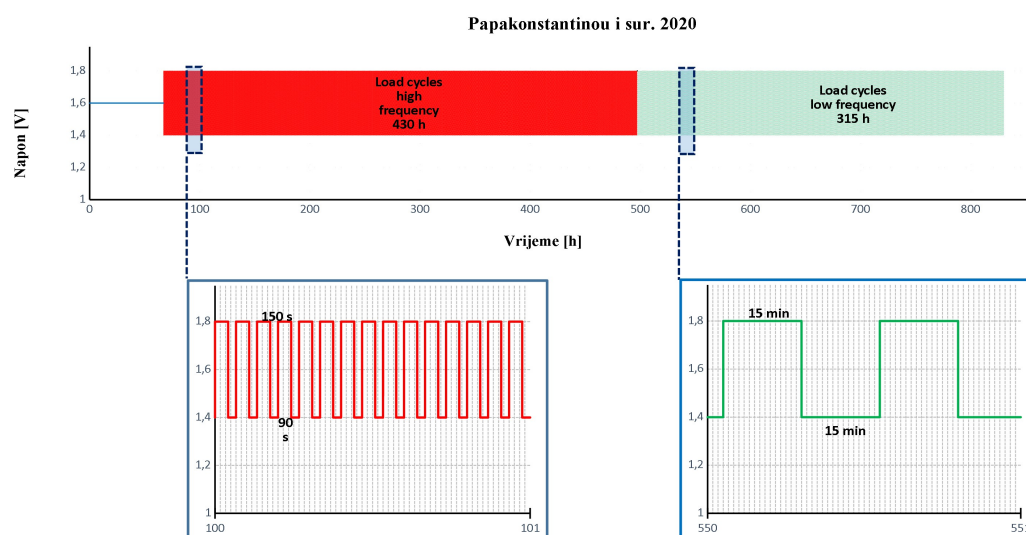 Papakonstantinou i sur. 2020
Napon [V]
1,8
1,6
1,4
1,2
1
Load cycles
high
frequency
430 h
Load cycles
low frequency
315 h
0 100 200 300 400 500 600 700 800
Vrijeme [h]
1,8
1,6
1,4
1,2
1
150 s
90
s
100 101
1,8
1,6
1,4
1,2
1
15 min
15 min
550 551